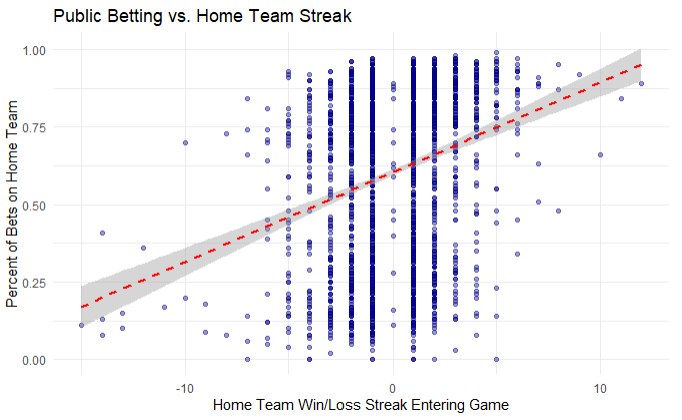 Public Betting vs. Home Team Streak
Percent of Bets on Home Team
1.00
0.75
0.50
0.25
0.00
-10
0
10
Home Team Win/Loss Streak Entering Game